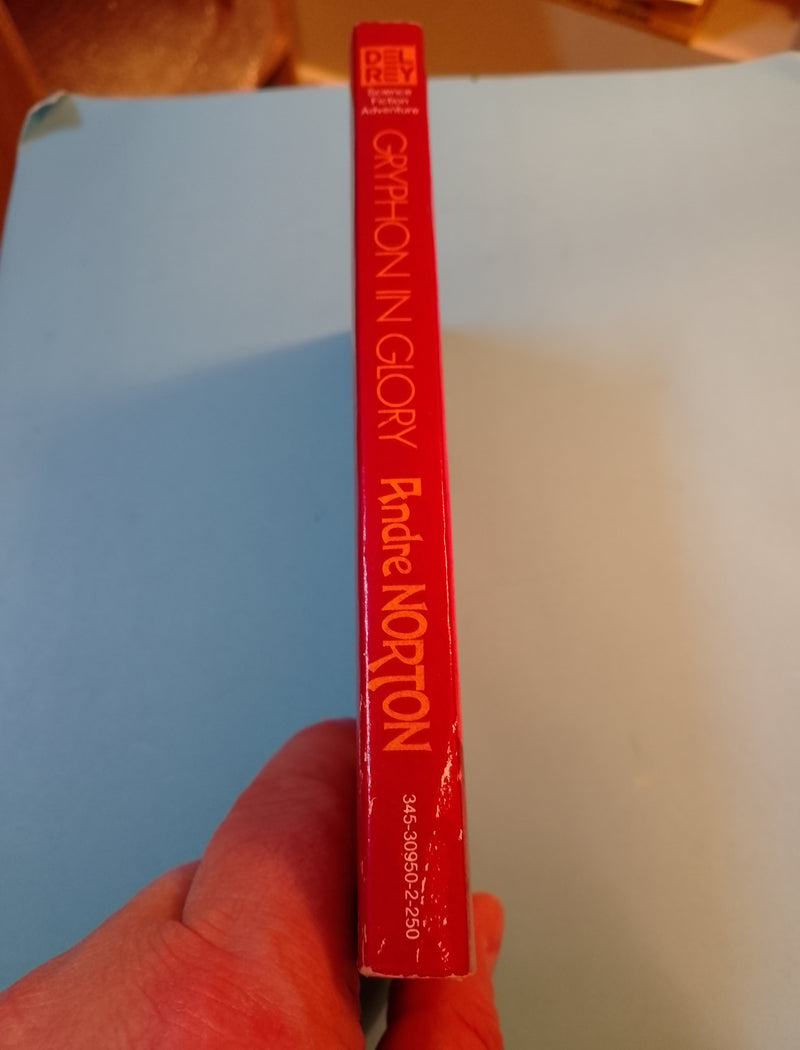 DEL
REY
Science
Fiction
Adventure
GRYPHON IN GLORY
Andre NORTON
345-30950-2-250